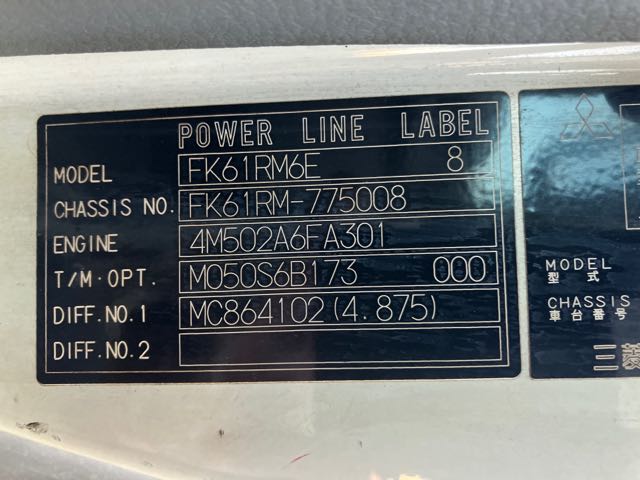 POWER LINE LABEL
MODEL FK61RM6E 8
CHASSIS NO. FK61RM-775008
ENGINE 4M502A6FA301
T/M·OPT. M050S6B173 000
DIFF.NO.1 MC864102(4.875)
DIFF.NO.2
MODEL
型式
CHASSIS
車台番号
三菱